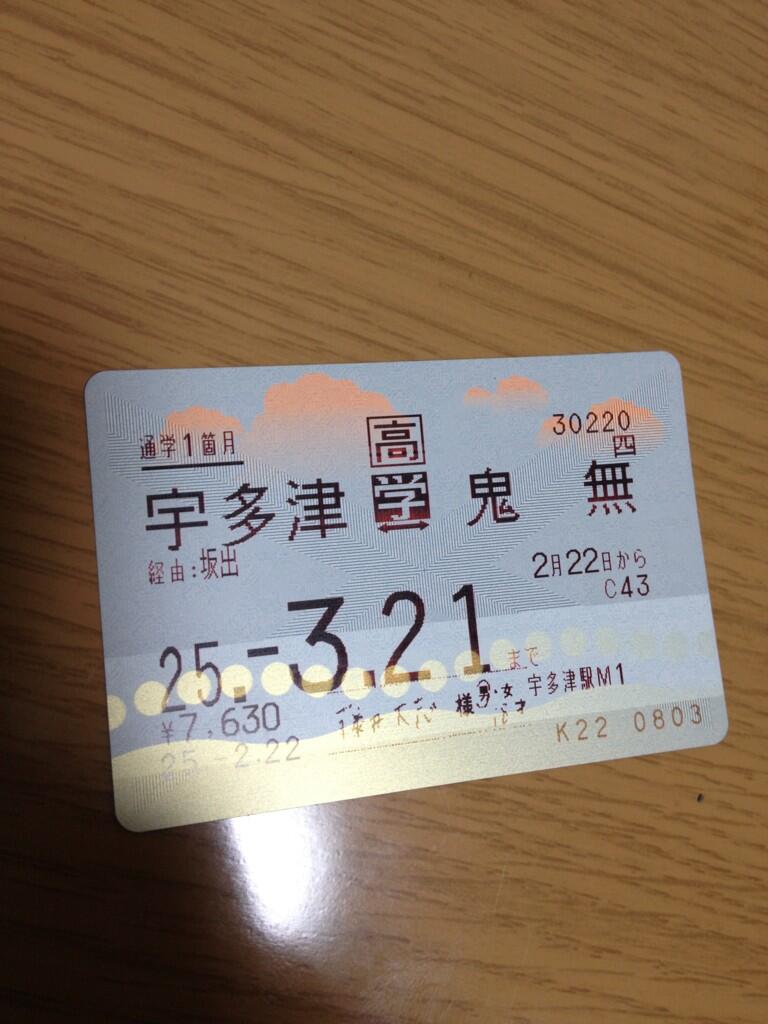 30220
通学1箇月 高 四
宇多津 学 ↔ 鬼 無
経由:坂出 2月22日から
C43
25.-3.21まで
¥7,630 様 男・女 宇多津駅M1
25.-2.22 才
K22 0803